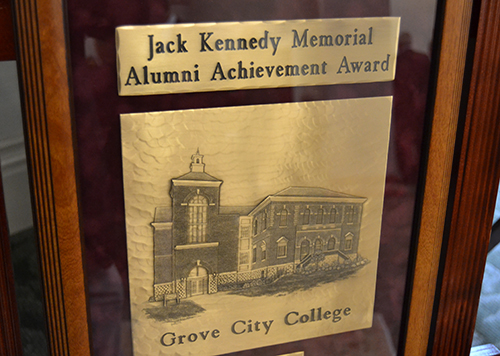 Jack Kennedy Memorial
Alumni Achievement Award
Grove City College